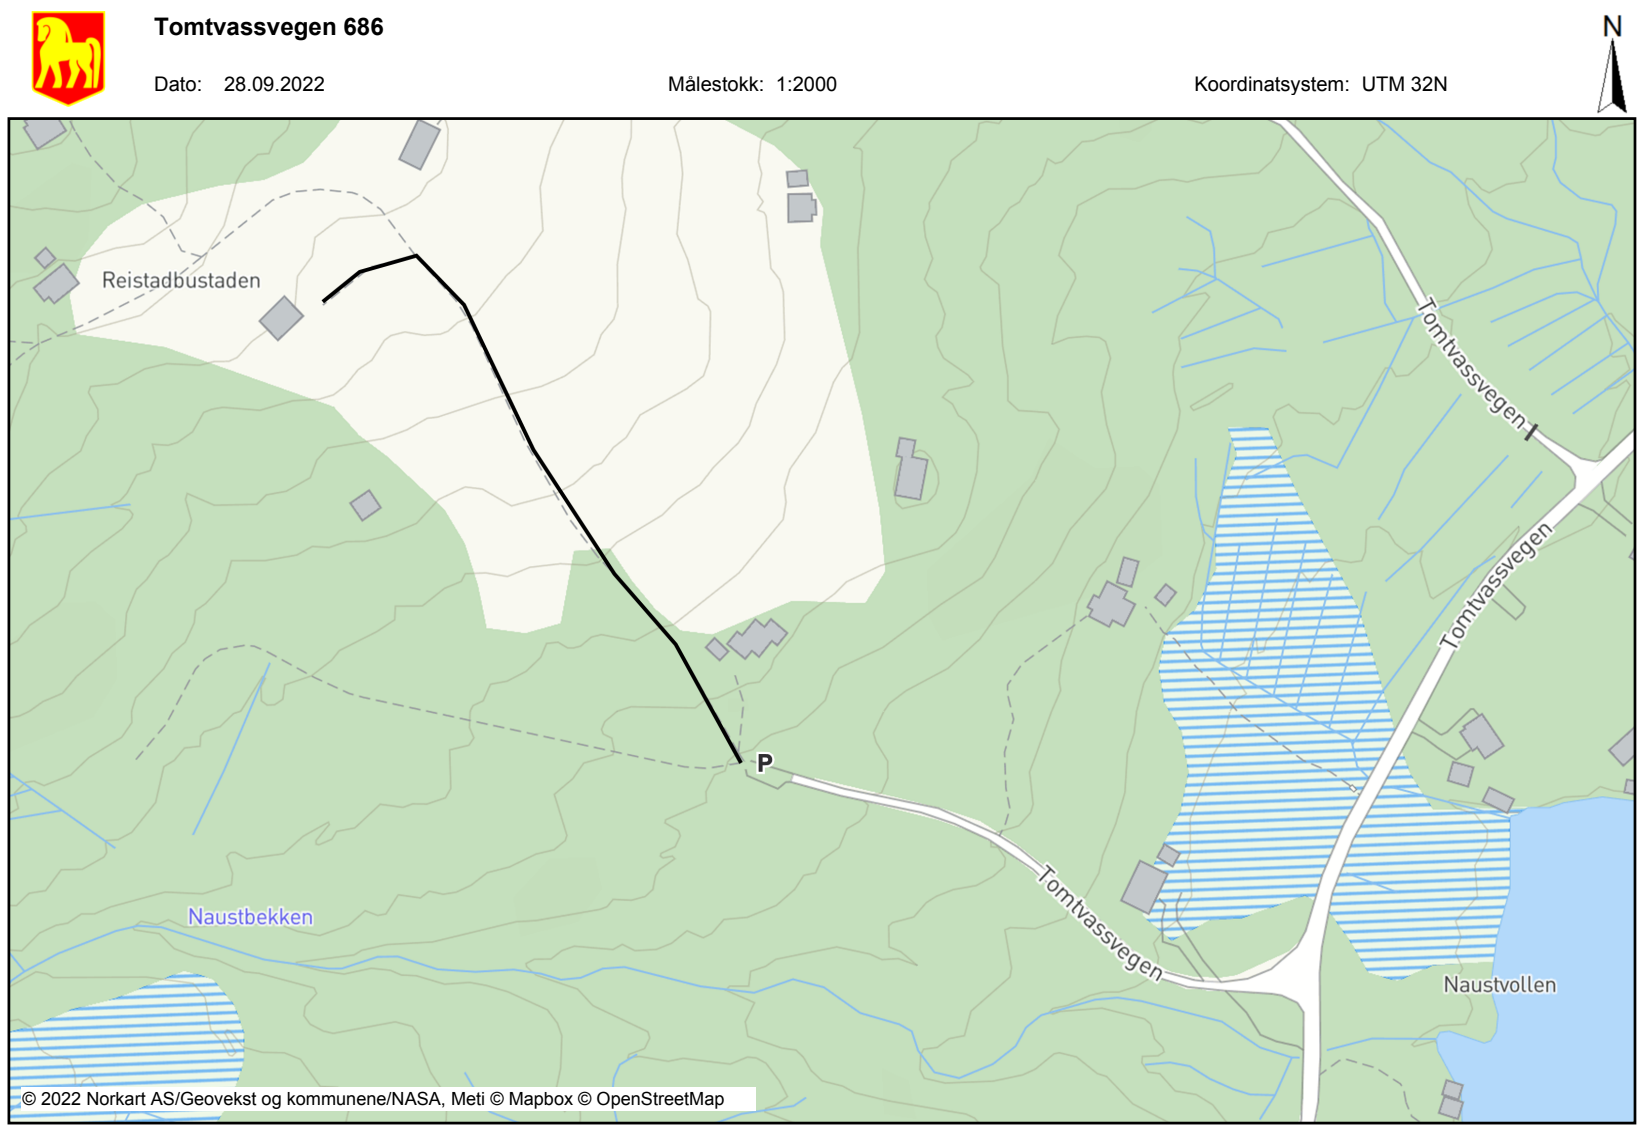 Tomtvassvegen 686
N
Dato: 28.09.2022 Målestokk: 1:2000 Koordinatsystem: UTM 32N
Reistadbustaden
Tomtvassvegen
Tomtvassvegen
P
Tomtvassvegen
Naustbekken
Naustvollen
© 2022 Norkart AS/Geovekst og kommunene/NASA, Meti © Mapbox © OpenStreetMap